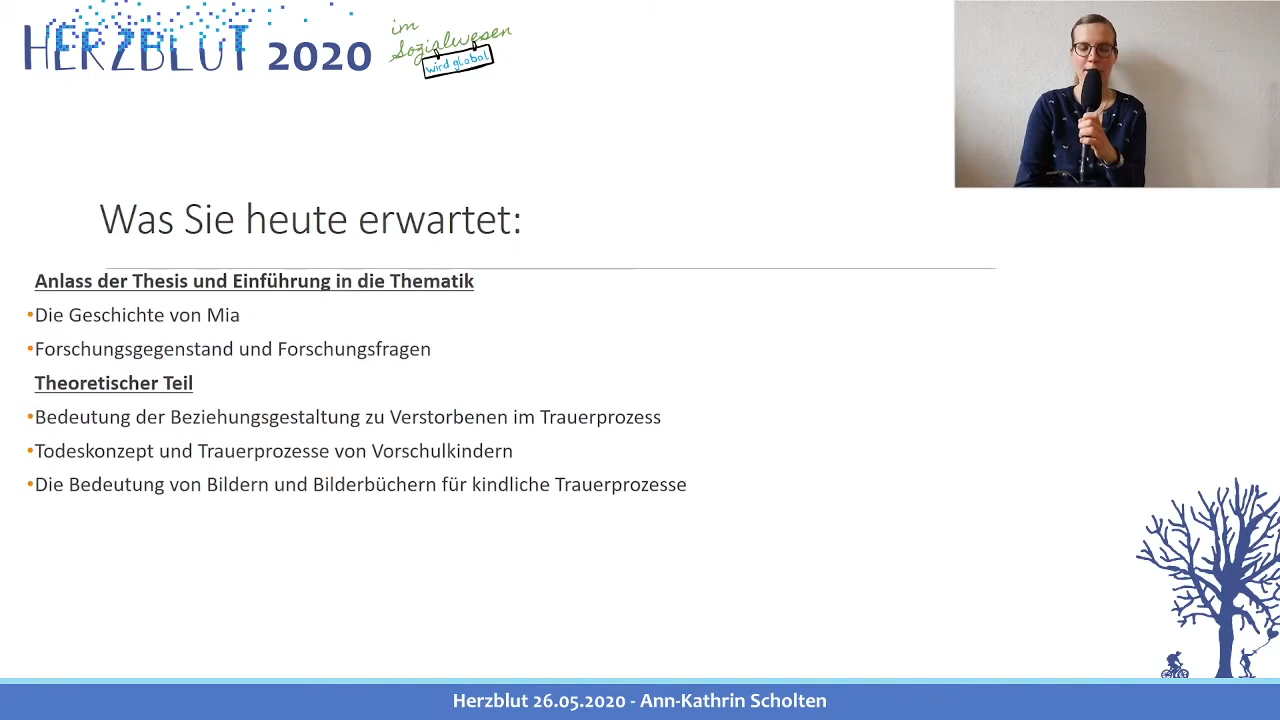 HERZBLUT 2020
im
Sozialwesen
wird global
Was Sie heute erwartet:
Anlass der Thesis und Einführung in die Thematik
•Die Geschichte von Mia
•Forschungsgegenstand und Forschungsfragen
Theoretischer Teil
•Bedeutung der Beziehungsgestaltung zu Verstorbenen im Trauerprozess
•Todeskonzept und Trauerprozesse von Vorschulkindern
•Die Bedeutung von Bildern und Bilderbüchern für kindliche Trauerprozesse
Herzblut 26.05.2020 - Ann-Kathrin Scholten